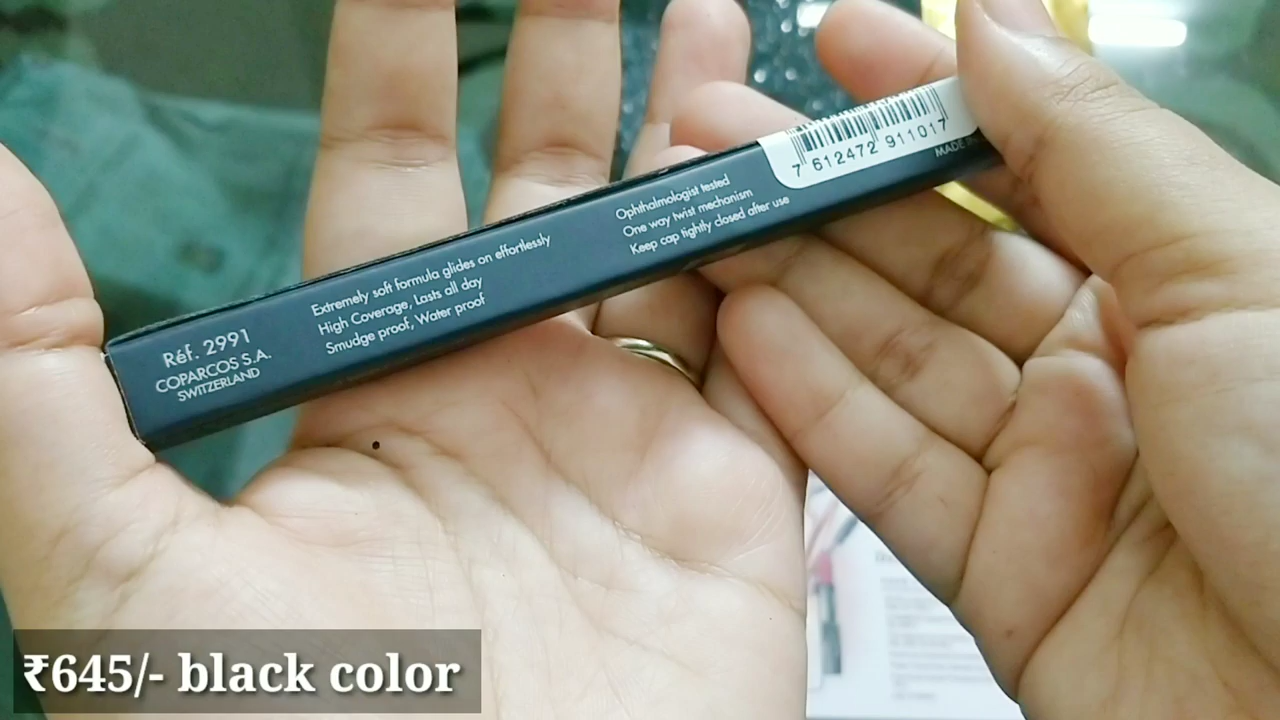 7 612472 911017
MADE IN
Réf. 2991
COPARCOS S.A.
SWITZERLAND
Extremely soft formula glides on effortlessly
High Coverage, Lasts all day
Smudge proof, Water proof
Ophthalmologist tested
One way twist mechanism
Keep cap tightly closed after use
₹645/- black color